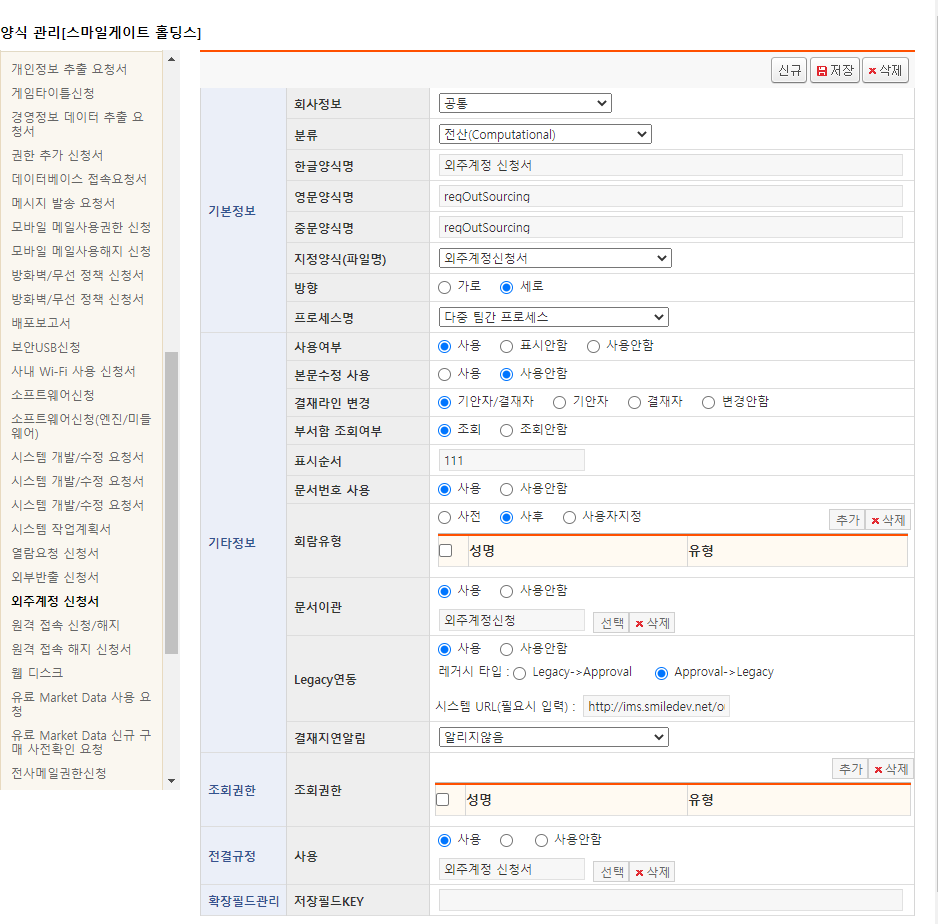 양식 관리[스마일게이트 홀딩스]
개인정보 추출 요청서
게임타이틀신청
경영정보 데이터 추출 요
청서
권한 추가 신청서
데이터베이스 접속요청서
메시지 발송 요청서
모바일 메일사용권한 신청
모바일 메일사용해지 신청
방화벽/무선 정책 신청서
방화벽/무선 정책 신청서
배포보고서
보안USB신청
사내 Wi-Fi 사용 신청서
소프트웨어신청
소프트웨어신청(엔진/미들
웨어)
시스템 개발/수정 요청서
시스템 개발/수정 요청서
시스템 개발/수정 요청서
시스템 작업계획서
열람요청 신청서
외부반출 신청서
외주계정 신청서
원격 접속 신청/해지
원격 접속 해지 신청서
웹 디스크
유료 Market Data 사용 요
청
유료 Market Data 신규 구
매 사전확인 요청
전사메일권한신청
신규 저장 삭제
기본정보
회사정보 공통
분류 전산(Computational)
한글양식명 외주계정 신청서
영문양식명 reqOutSourcing
중문양식명 reqOutSourcing
지정양식(파일명) 외주계정신청서
방향 가로 세로
프로세스명 다중 팀간 프로세스
기타정보
사용여부 사용 표시안함 사용안함
본문수정 사용 사용 사용안함
결재라인 변경 기안자/결재자 기안자 결재자 변경안함
부서함 조회여부 조회 조회안함
표시순서 111
문서번호 사용 사용 사용안함
회람유형 사전 사후 사용자지정 추가 삭제
성명 유형
문서이관 사용 사용안함
외주계정신청 선택 삭제
Legacy연동 사용 사용안함
레거시 타입 : Legacy->Approval Approval->Legacy
시스템 URL(필요시 입력) : http://ims.smiledev.net/o
결재지연알림 알리지않음
조회권한 조회권한 추가 삭제
성명 유형
전결규정 사용 사용 사용안함
외주계정 신청서 선택 삭제
확장필드관리 저장필드KEY